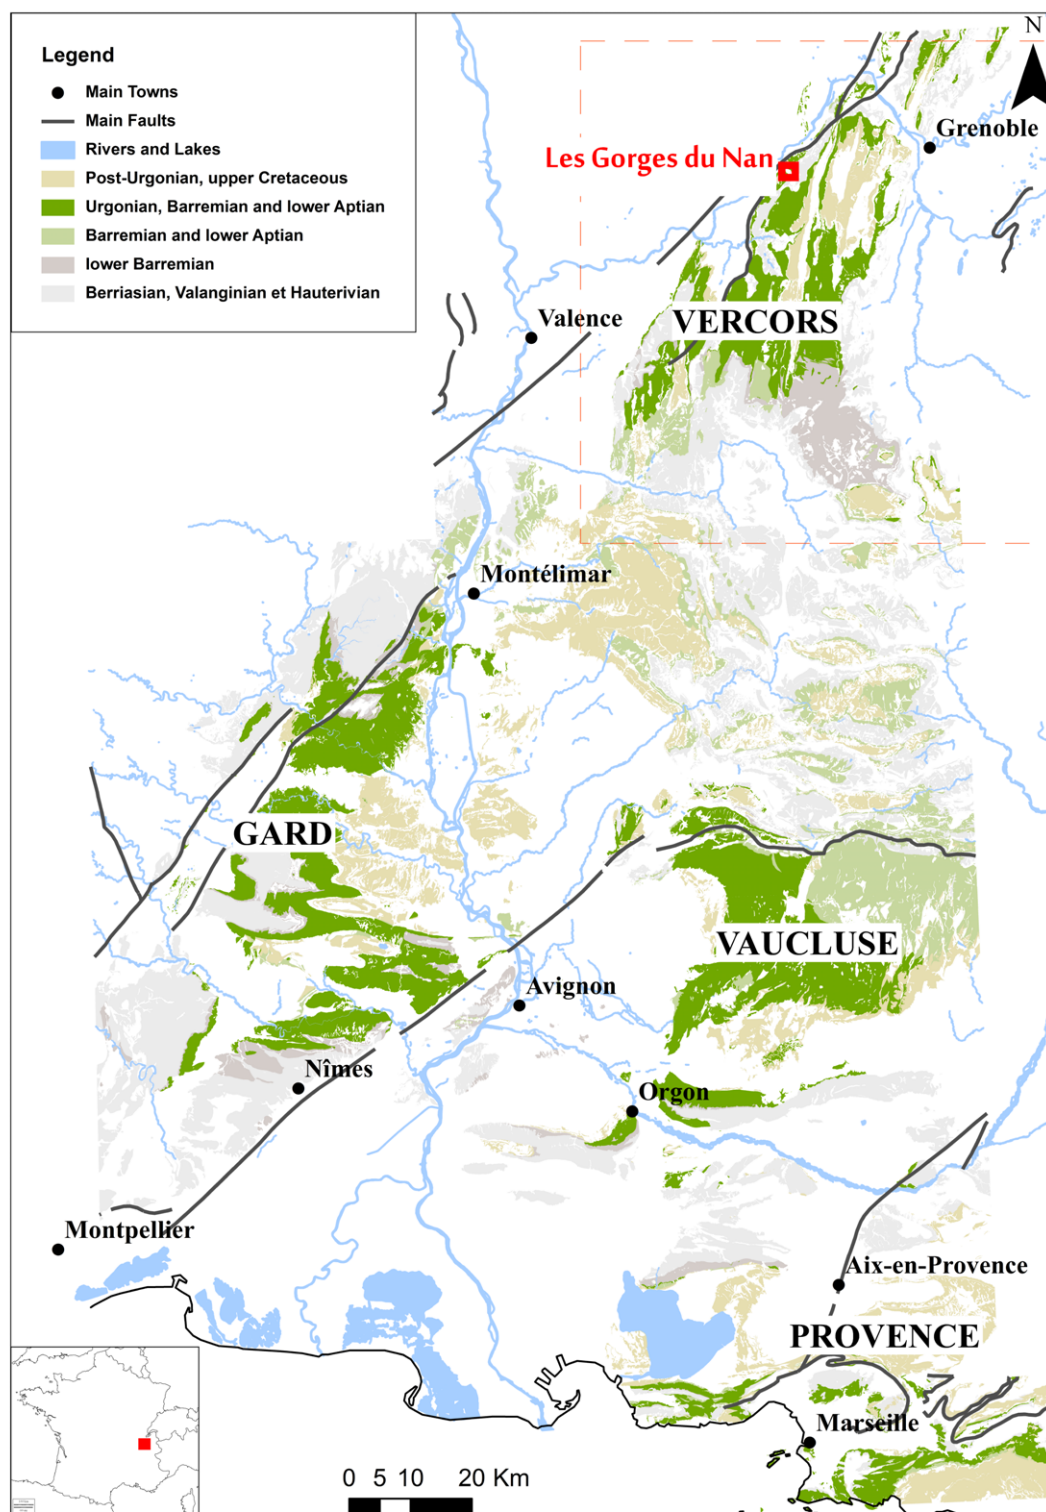 Legend
Main Towns
Main Faults
Rivers and Lakes
Post-Urgonian, upper Cretaceous
Urgonian, Barremian and lower Aptian
Barremian and lower Aptian
lower Barremian
Berriasian, Valanginian et Hauterivian
N
Grenoble
Les Gorges du Nan
Valence
VERCORS
Montélimar
GARD
VAUCLUSE
Avignon
Nîmes
Orgon
Montpellier
Aix-en-Provence
PROVENCE
Marseille
0 5 10 20 Km